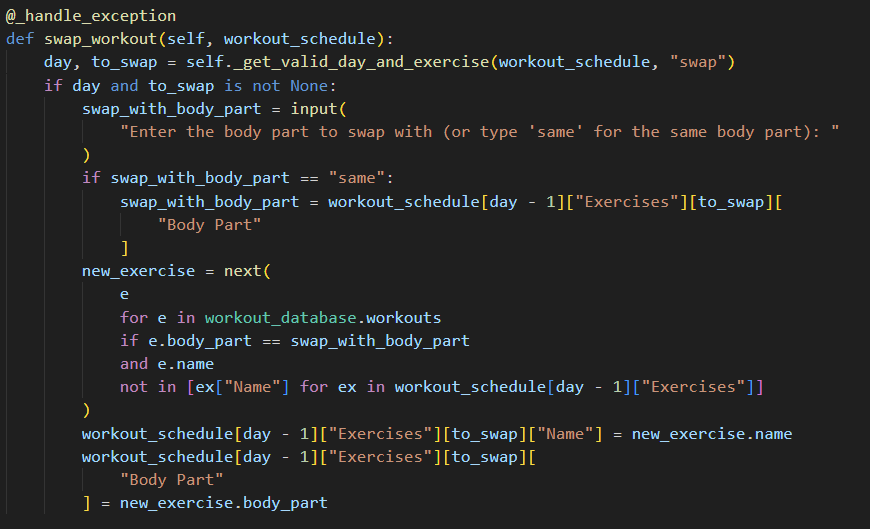 @_handle_exception
def swap_workout(self, workout_schedule):
    day, to_swap = self._get_valid_day_and_exercise(workout_schedule, "swap")
    if day and to_swap is not None:
        swap_with_body_part = input(
            "Enter the body part to swap with (or type 'same' for the same body part): "
        )
        if swap_with_body_part == "same":
            swap_with_body_part = workout_schedule[day - 1]["Exercises"][to_swap][
                "Body Part"
            ]
        new_exercise = next(
            e
            for e in workout_database.workouts
            if e.body_part == swap_with_body_part
            and e.name
            not in [ex["Name"] for ex in workout_schedule[day - 1]["Exercises"]]
        )
        workout_schedule[day - 1]["Exercises"][to_swap]["Name"] = new_exercise.name
        workout_schedule[day - 1]["Exercises"][to_swap][
            "Body Part"
        ] = new_exercise.body_part